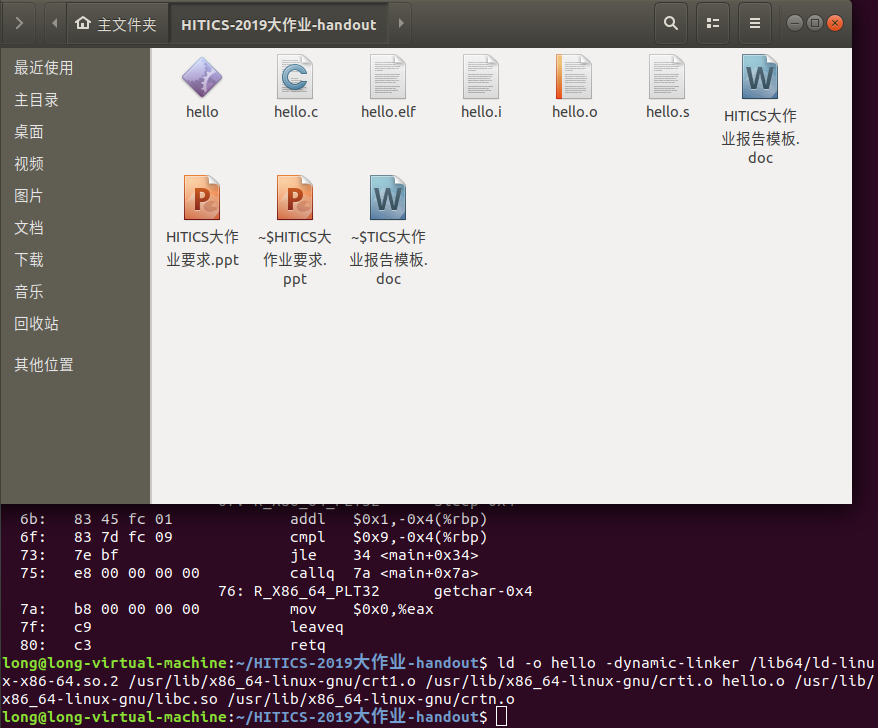 主文件夹
HITICS-2019大作业-handout
最近使用
主目录
桌面
视频
图片
文档
下载
音乐
回收站
其他位置
hello
hello.c
hello.elf
hello.i
hello.o
hello.s
HITICS大作
业报告模板.
doc
HITICS大作
业要求.ppt
~$HITICS大
作业要求.
ppt
~$TICS大作
业报告模板.
doc
6b: 83 45 fc 01 addl $0x1,-0x4(%rbp)
6f: 83 7d fc 09 cmpl $0x9,-0x4(%rbp)
73: 7e bf jle 34 <main+0x34>
75: e8 00 00 00 00 callq 7a <main+0x7a>
76: R_X86_64_PLT32 getchar-0x4
7a: b8 00 00 00 00 mov $0x0,%eax
7f: c9 leaveq
80: c3 retq
long@long-virtual-machine:~/HITICS-2019大作业-handout$ ld -o hello -dynamic-linker /lib64/ld-linu
x-x86-64.so.2 /usr/lib/x86_64-linux-gnu/crt1.o /usr/lib/x86_64-linux-gnu/crti.o hello.o /usr/lib/
x86_64-linux-gnu/libc.so /usr/lib/x86_64-linux-gnu/crtn.o
long@long-virtual-machine:~/HITICS-2019大作业-handout$